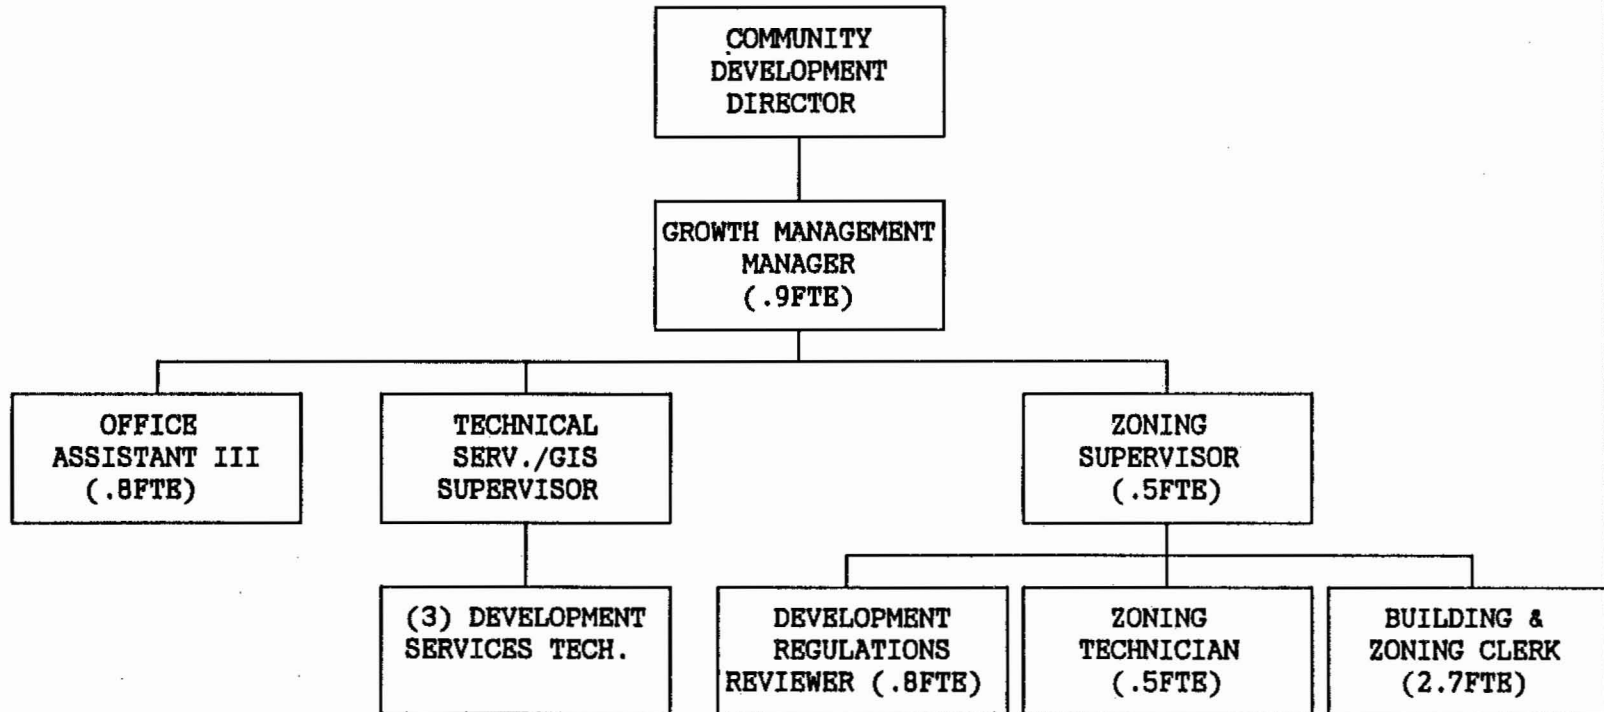 COMMUNITY
DEVELOPMENT
DIRECTOR
GROWTH MANAGEMENT
MANAGER
(.9FTE)
OFFICE
ASSISTANT III
(.8FTE)
TECHNICAL
SERV./GIS
SUPERVISOR
ZONING
SUPERVISOR
(.5FTE)
(3) DEVELOPMENT
SERVICES TECH.
DEVELOPMENT
REGULATIONS
REVIEWER (.8FTE)
ZONING
TECHNICIAN
(.5FTE)
BUILDING &
ZONING CLERK
(2.7FTE)